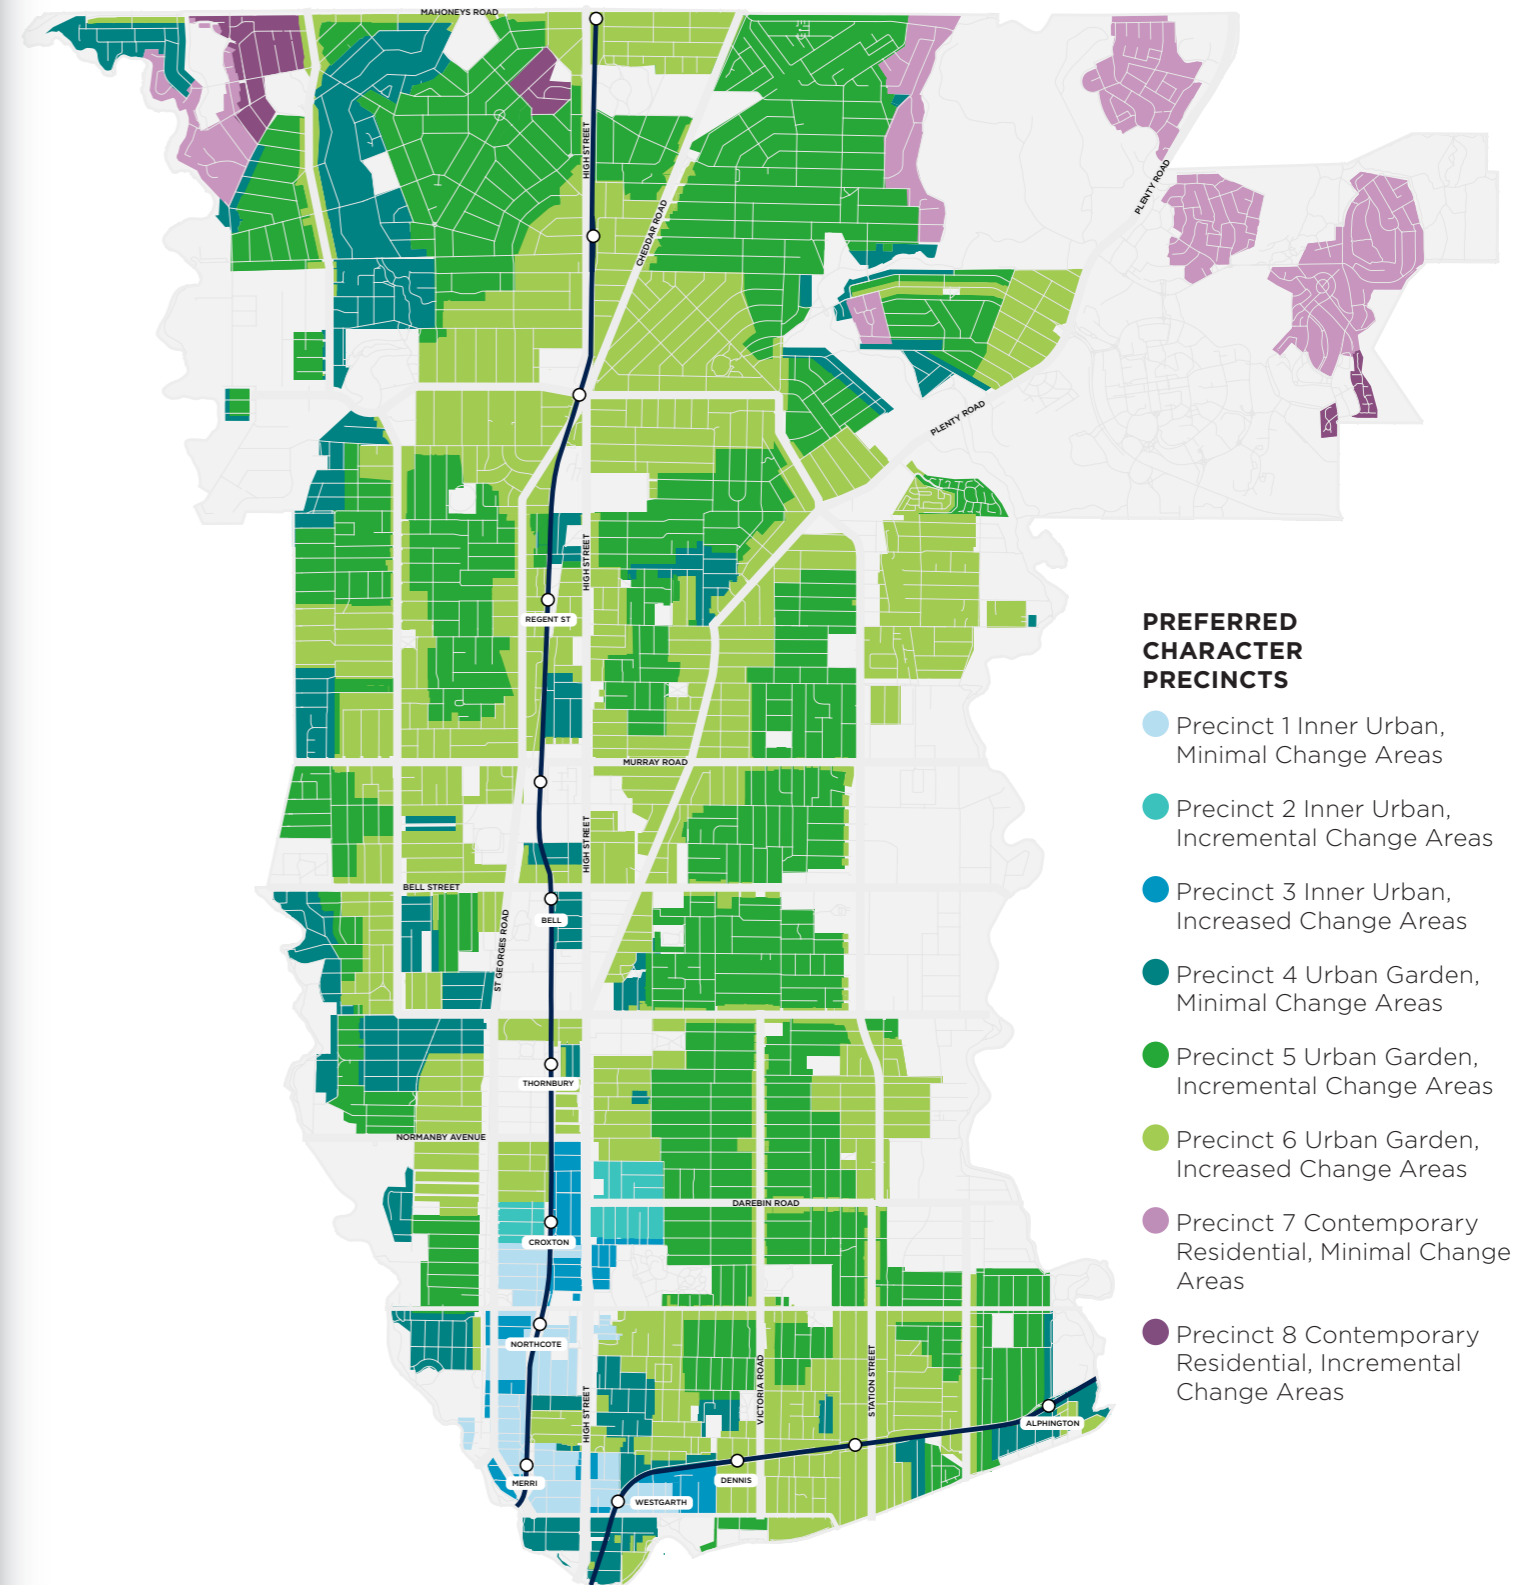 MAHONEYS ROAD
HIGH STREET
CHEDDAR ROAD
PLENTY ROAD
PLENTY ROAD
HIGH STREET
REGENT ST
MURRAY ROAD
HIGH STREET
BELL STREET
BELL
ST GEORGES ROAD
THORNBURY
NORMANBY AVENUE
DAREBIN ROAD
CROXTON
NORTHCOTE
HIGH STREET
VICTORIA ROAD
STATION STREET
ALPHINGTON
MERRI
DENNIS
WESTGARTH
PREFERRED
CHARACTER
PRECINCTS
Precinct 1 Inner Urban,
Minimal Change Areas
Precinct 2 Inner Urban,
Incremental Change Areas
Precinct 3 Inner Urban,
Increased Change Areas
Precinct 4 Urban Garden,
Minimal Change Areas
Precinct 5 Urban Garden,
Incremental Change Areas
Precinct 6 Urban Garden,
Increased Change Areas
Precinct 7 Contemporary
Residential, Minimal Change
Areas
Precinct 8 Contemporary
Residential, Incremental
Change Areas